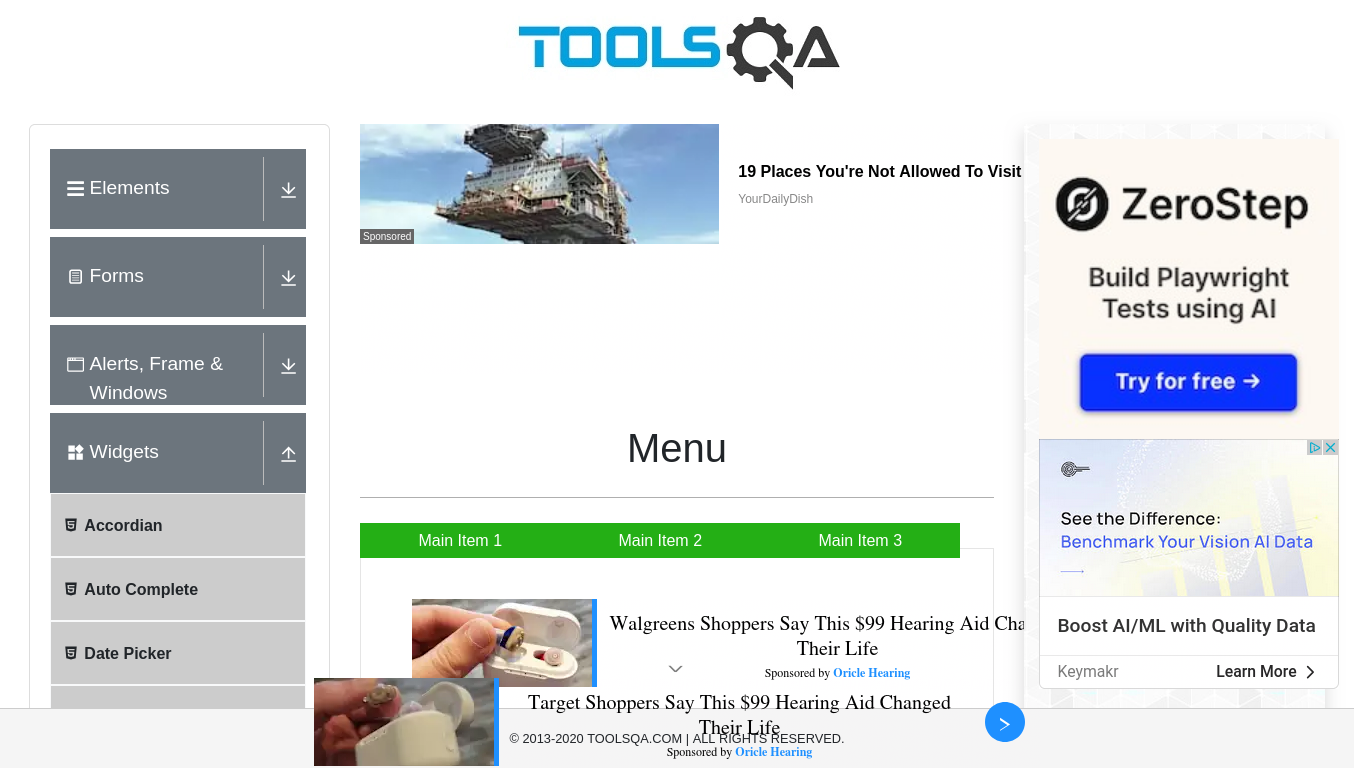 TOOLSQA
Elements
Forms
Alerts, Frame &
Windows
Widgets
Accordian
Auto Complete
Date Picker
Sponsored
19 Places You're Not Allowed To Visit
YourDailyDish
Menu
Main Item 1
Main Item 2
Main Item 3
Walgreens Shoppers Say This $99 Hearing Aid Cha
Their Life
Sponsored by Oricle Hearing
Target Shoppers Say This $99 Hearing Aid Changed
Their Life
Sponsored by Oricle Hearing
© 2013-2020 TOOLSQA.COM | ALL RIGHTS RESERVED.
ZeroStep
Build Playwright
Tests using AI
Try for free →
See the Difference:
Benchmark Your Vision AI Data
Boost AI/ML with Quality Data
Keymakr
Learn More